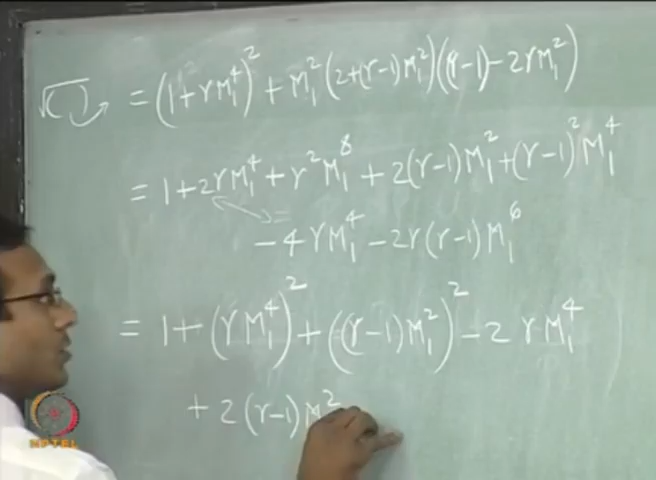 √( ) = (1+γM₁⁴)² + M₁²(2+(γ-1)M₁²)((γ-1)-2γM₁²)
= 1+2γM₁⁴+γ²M₁⁸ + 2(γ-1)M₁²+(γ-1)²M₁⁴
-4γM₁⁴-2γ(γ-1)M₁⁶
= 1+(γM₁⁴)²+((γ-1)M₁²)²-2γM₁⁴
+ 2(γ-1)M²
NPTEL